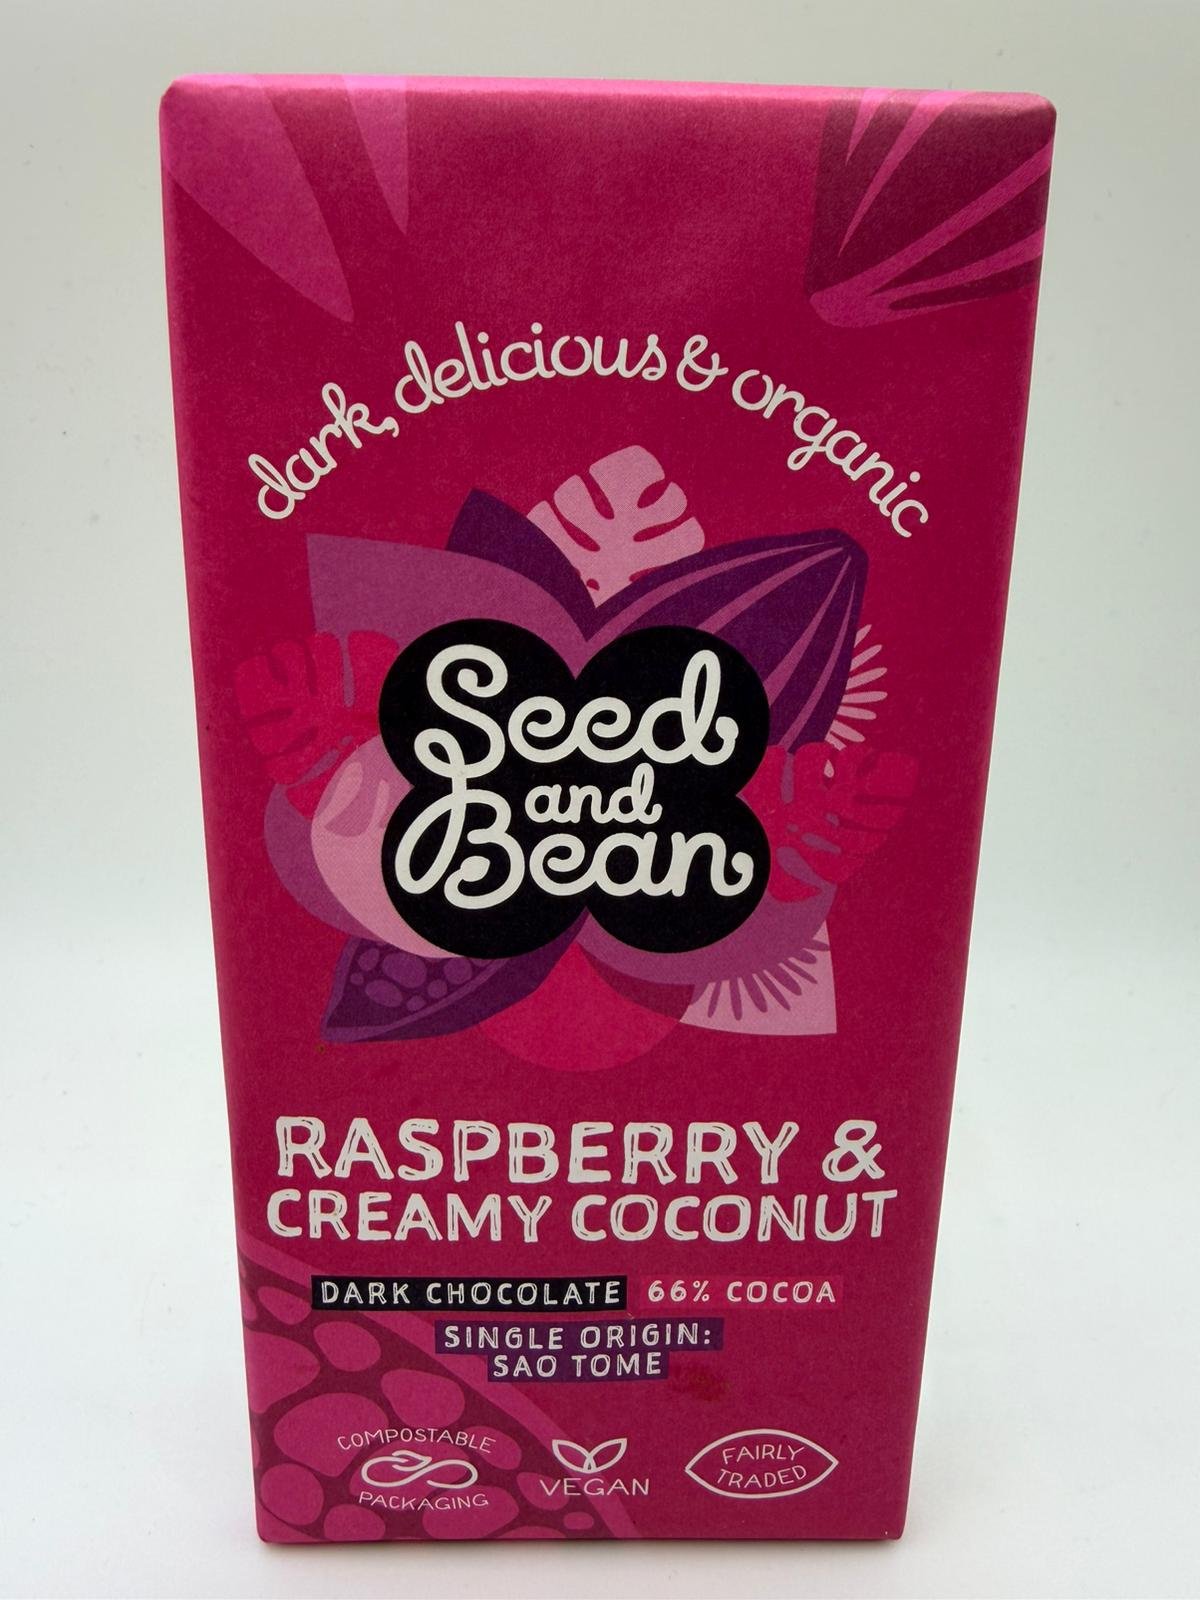 dark, delicious & organic
Seed
and
Bean
RASPBERRY &
CREAMY COCONUT
DARK CHOCOLATE 66% COCOA
SINGLE ORIGIN:
SAO TOME
COMPOSTABLE
PACKAGING
VEGAN
FAIRLY
TRADED